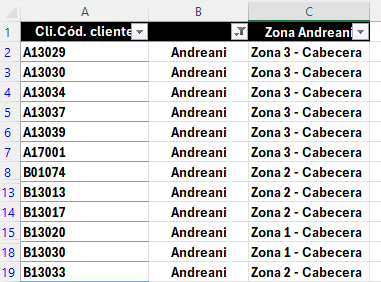 A B C
1 Cli.Cód. cliente Zona Andreani
2 A13029 Andreani Zona 3 - Cabecera
3 A13030 Andreani Zona 3 - Cabecera
4 A13034 Andreani Zona 3 - Cabecera
5 A13037 Andreani Zona 3 - Cabecera
6 A13039 Andreani Zona 3 - Cabecera
7 A17001 Andreani Zona 3 - Cabecera
8 B01074 Andreani Zona 2 - Cabecera
13 B13013 Andreani Zona 2 - Cabecera
14 B13017 Andreani Zona 2 - Cabecera
15 B13020 Andreani Zona 1 - Cabecera
18 B13030 Andreani Zona 1 - Cabecera
19 B13033 Andreani Zona 2 - Cabecera